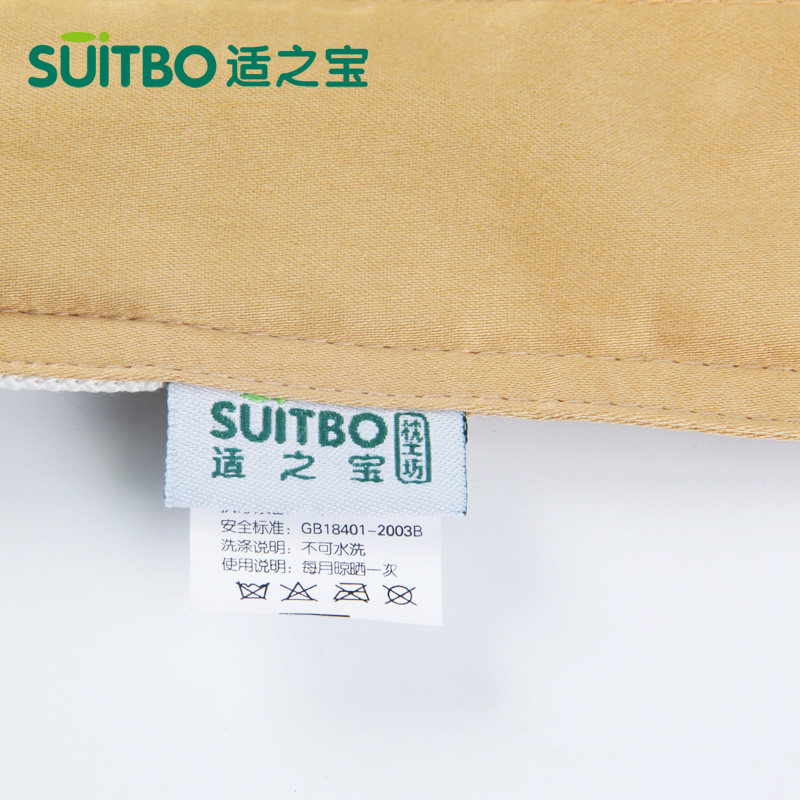 SUITBO 适之宝
SUITBO
适之宝
枕工坊
安全标准: GB18401-2003B
洗涤说明: 不可水洗
使用说明: 每月晾晒一次